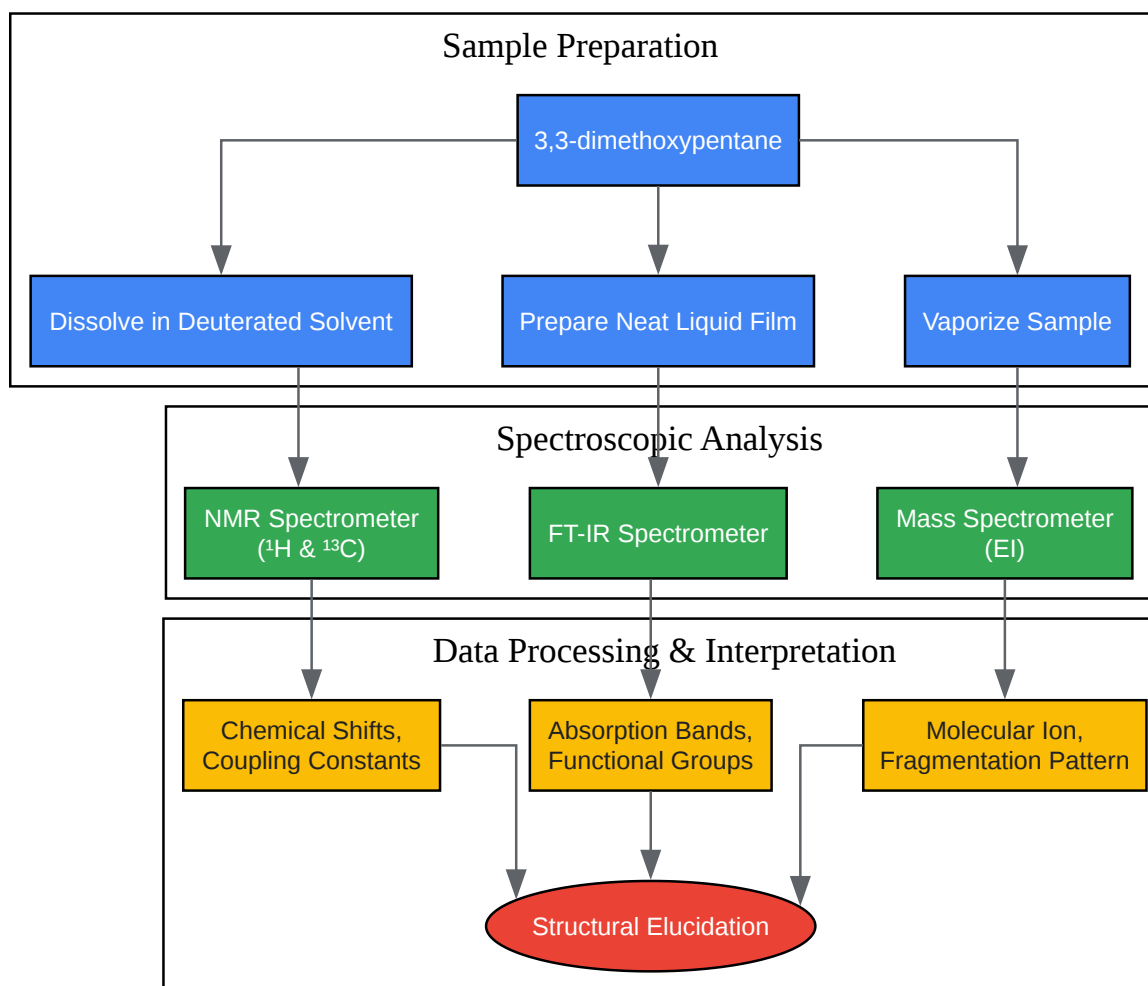 Sample Preparation
3,3-dimethoxypentane
Dissolve in Deuterated Solvent
Prepare Neat Liquid Film
Vaporize Sample
Spectroscopic Analysis
NMR Spectrometer
(¹H & ¹³C)
FT-IR Spectrometer
Mass Spectrometer
(EI)
Data Processing & Interpretation
Chemical Shifts,
Coupling Constants
Absorption Bands,
Functional Groups
Molecular Ion,
Fragmentation Pattern
Structural Elucidation